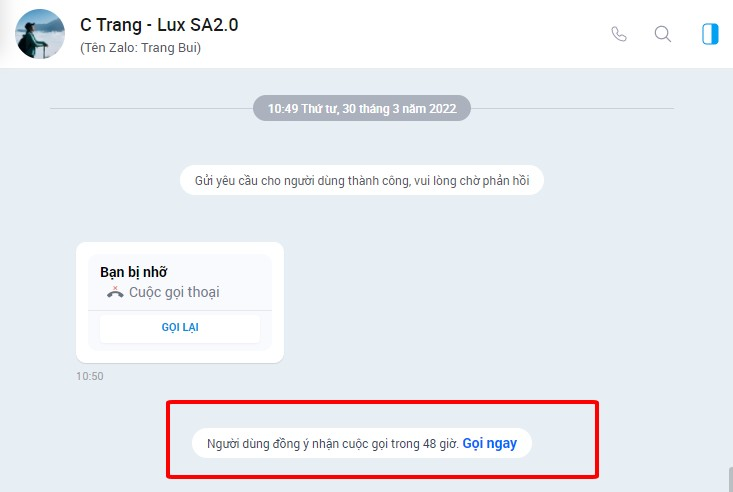 C Trang - Lux SA2.0
(Tên Zalo: Trang Bui)
10:49 Thứ tư, 30 tháng 3 năm 2022
Gửi yêu cầu cho người dùng thành công, vui lòng chờ phản hồi
Bạn bị nhỡ
Cuộc gọi thoại
GỌI LẠI
10:50
Người dùng đồng ý nhận cuộc gọi trong 48 giờ. Gọi ngay